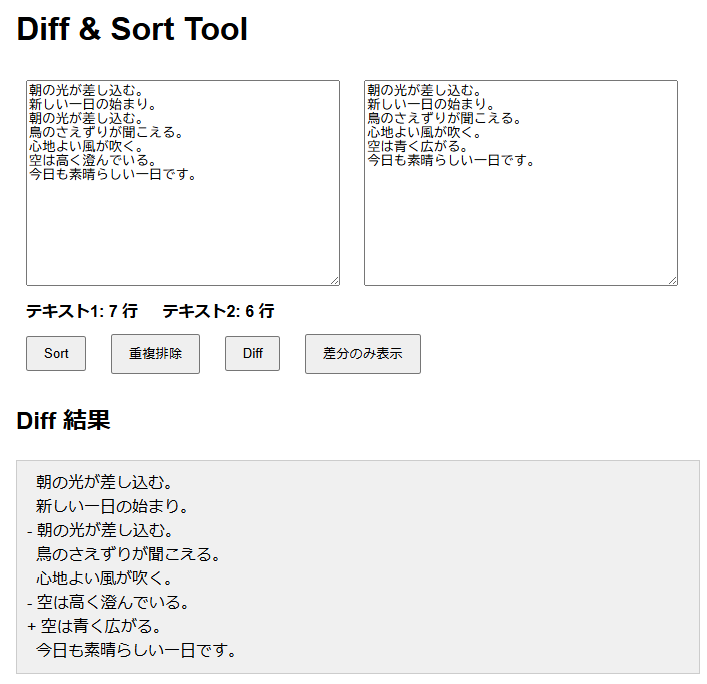 Diff & Sort Tool
朝の光が差し込む。
新しい一日の始まり。
朝の光が差し込む。
鳥のさえずりが聞こえる。
心地よい風が吹く。
空は高く澄んでいる。
今日も素晴らしい一日です。
朝の光が差し込む。
新しい一日の始まり。
鳥のさえずりが聞こえる。
心地よい風が吹く。
空は青く広がる。
今日も素晴らしい一日です。
テキスト1: 7 行 テキスト2: 6 行
Sort 重複排除 Diff 差分のみ表示
Diff 結果
朝の光が差し込む。
新しい一日の始まり。
- 朝の光が差し込む。
鳥のさえずりが聞こえる。
心地よい風が吹く。
- 空は高く澄んでいる。
+ 空は青く広がる。
今日も素晴らしい一日です。